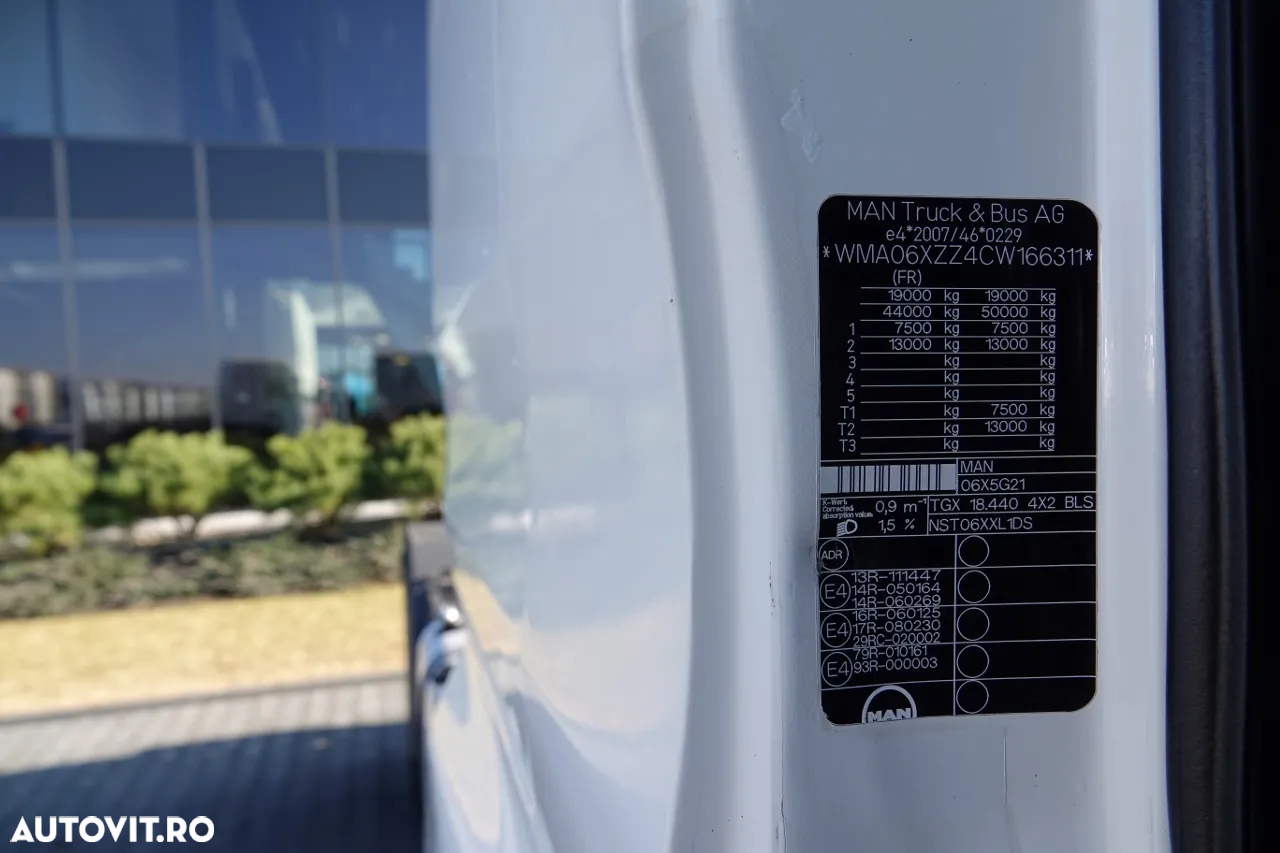 MAN Truck & Bus AG
e4*2007/46*0229
*WMA06XZZ4CW166311*
(FR)
19000 kg 19000 kg
44000 kg 50000 kg
1 7500 kg 7500 kg
2 13000 kg 13000 kg
3 kg kg
4 kg kg
5 kg kg
T1 kg 7500 kg
T2 kg 13000 kg
T3 kg kg
MAN
06X5G21
K-Wert
Corrected
absorption value:
0,9 m⁻¹
TGX 18.440 4X2 BLS
1,5 %
NST06XXL1DS
ADR
E4
13R-111447
14R-050164
14R-060269
E4
16R-060125
17R-080230
29RC-020002
E4
79R-010161
93R-000003
MAN
AUTOVIT.RO